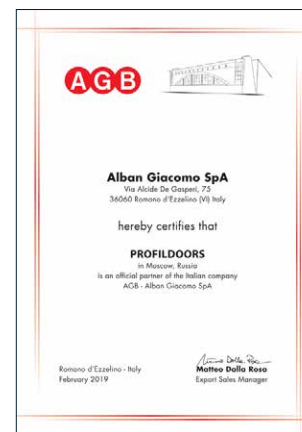 AGB
Alban Giacomo SpA
Via Alcide De Gasperi, 75
36060 Romano d'Ezzelino (VI) Italy
hereby certifies that
PROFILDOORS
in Moscow, Russia
is an official partner of the Italian company
AGB - Alban Giacomo SpA
Romano d'Ezzelino - Italy
February 2019
Matteo Dalla Rosa
Export Sales Manager